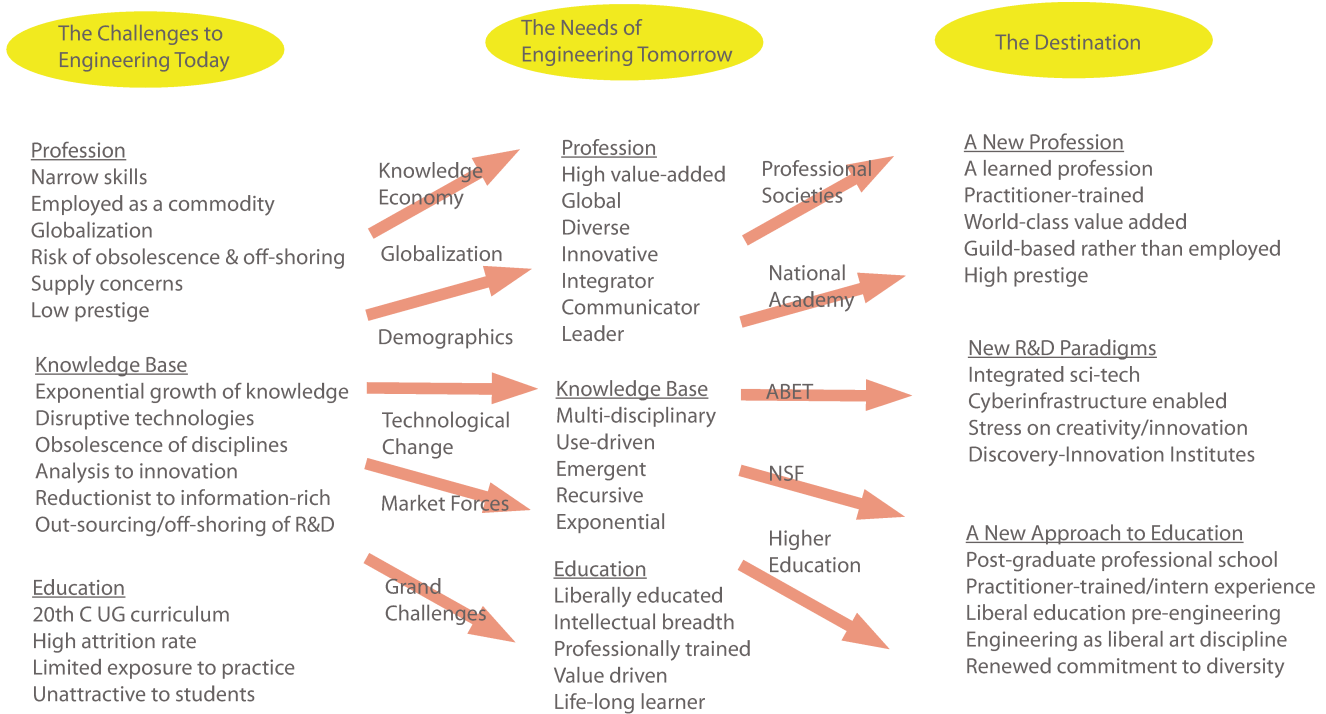 The Challenges to
Engineering Today
The Needs of
Engineering Tomorrow
The Destination
Profession
Narrow skills
Employed as a commodity
Globalization
Risk of obsolescence & off-shoring
Supply concerns
Low prestige
Knowledge Base
Exponential growth of knowledge
Disruptive technologies
Obsolescence of disciplines
Analysis to innovation
Reductionist to information-rich
Out-sourcing/off-shoring of R&D
Education
20th C UG curriculum
High attrition rate
Limited exposure to practice
Unattractive to students
Knowledge
Economy
Globalization
Demographics
Technological
Change
Market Forces
Grand
Challenges
Profession
High value-added
Global
Diverse
Innovative
Integrator
Communicator
Leader
Knowledge Base
Multi-disciplinary
Use-driven
Emergent
Recursive
Exponential
Education
Liberally educated
Intellectual breadth
Professionally trained
Value driven
Life-long learner
Professional
Societies
National
Academy
ABET
NSF
Higher
Education
A New Profession
A learned profession
Practitioner-trained
World-class value added
Guild-based rather than employed
High prestige
New R&D Paradigms
Integrated sci-tech
Cyberinfrastructure enabled
Stress on creativity/innovation
Discovery-Innovation Institutes
A New Approach to Education
Post-graduate professional school
Practitioner-trained/intern experience
Liberal education pre-engineering
Engineering as liberal art discipline
Renewed commitment to diversity